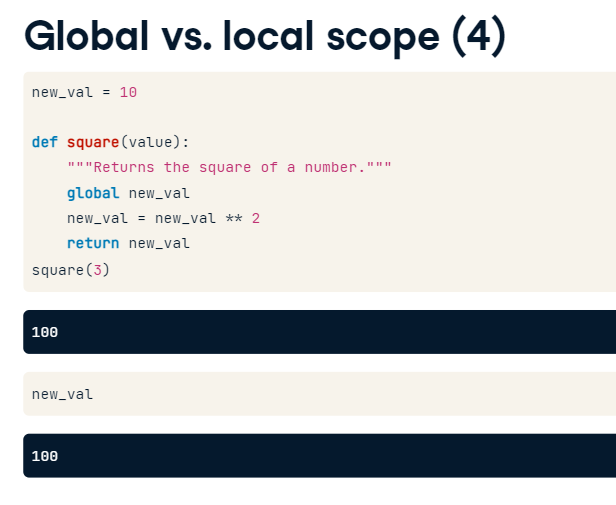 Global vs. local scope (4)
new_val = 10
def square(value):
    """Returns the square of a number."""
    global new_val
    new_val = new_val ** 2
    return new_val
square(3)
100
new_val
100